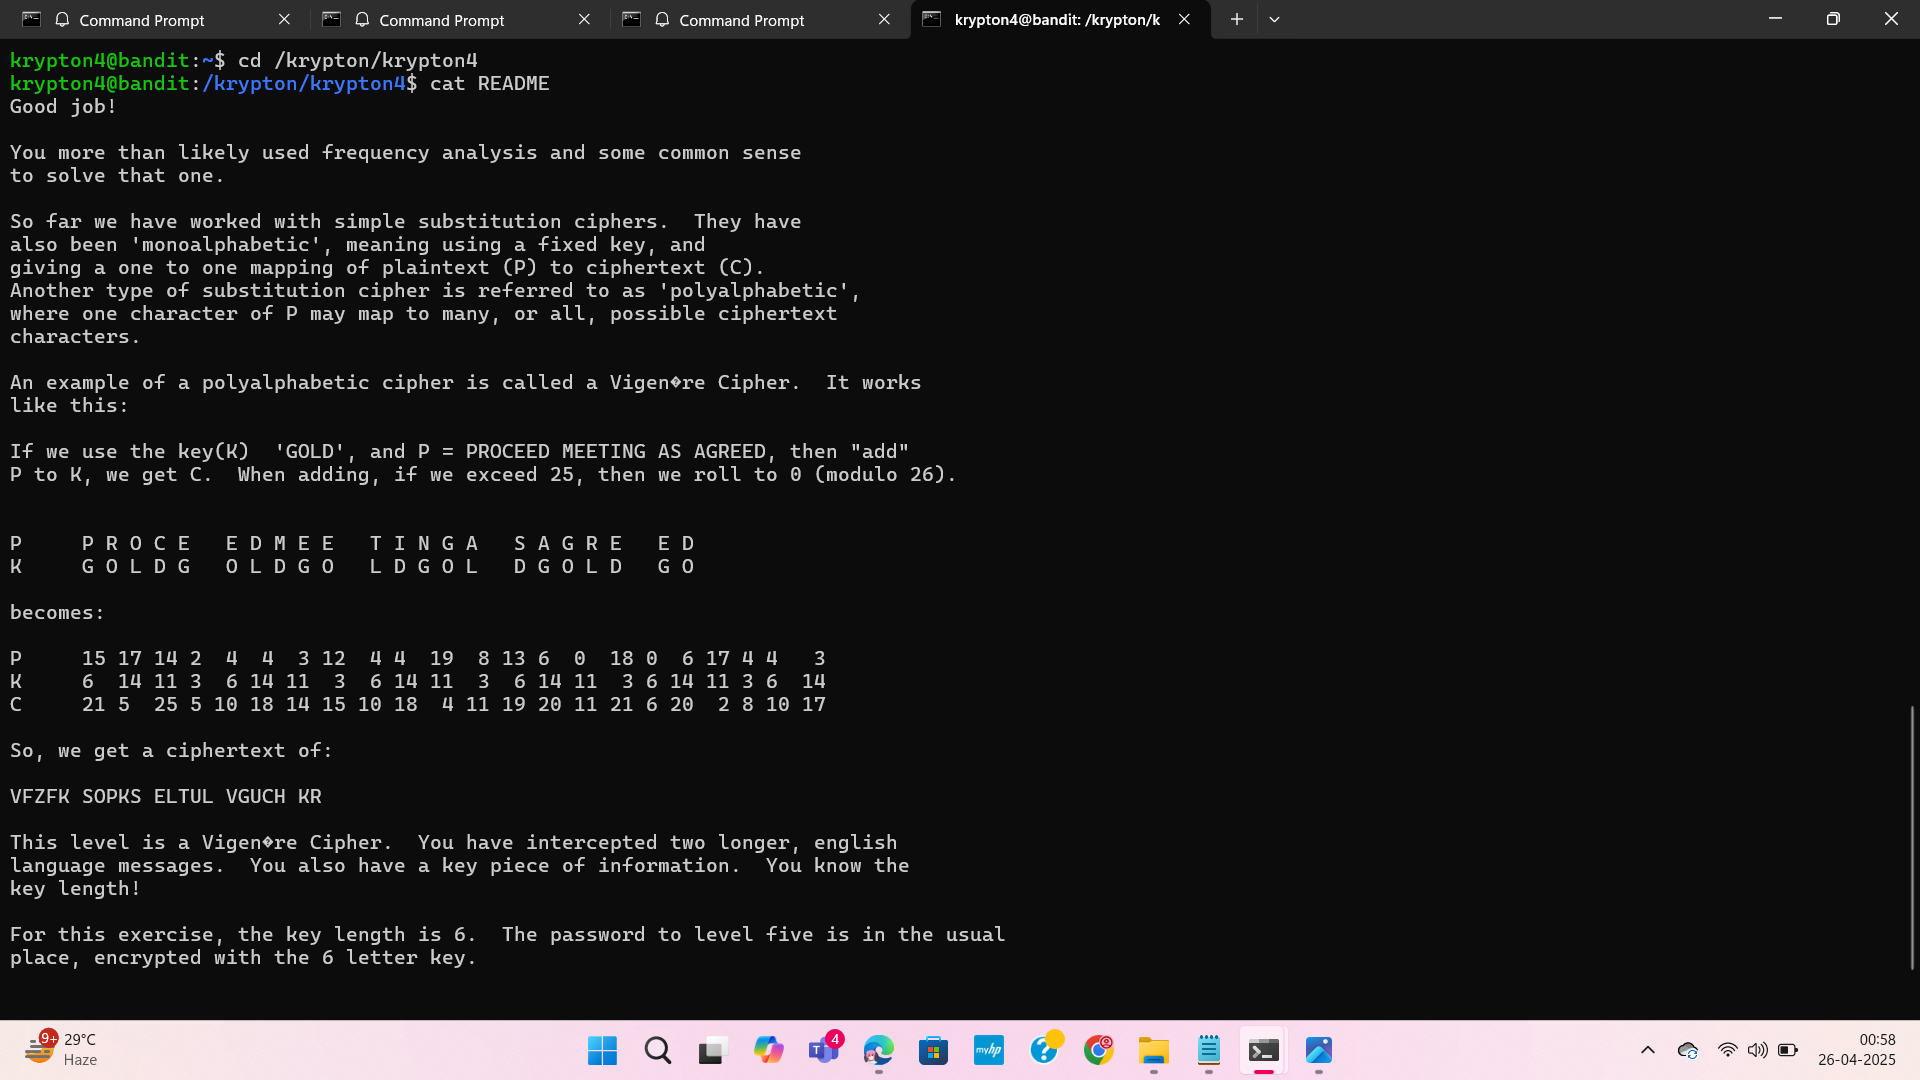 Command Prompt
Command Prompt
Command Prompt
krypton4@bandit: /krypton/k
krypton4@bandit:~$ cd /krypton/krypton4
krypton4@bandit:/krypton/krypton4$ cat README
Good job!
You more than likely used frequency analysis and some common sense
to solve that one.
So far we have worked with simple substitution ciphers.  They have
also been 'monoalphabetic', meaning using a fixed key, and
giving a one to one mapping of plaintext (P) to ciphertext (C).
Another type of substitution cipher is referred to as 'polyalphabetic',
where one character of P may map to many, or all, possible ciphertext
characters.
An example of a polyalphabetic cipher is called a Vigen�re Cipher.  It works
like this:
If we use the key(K)  'GOLD', and P = PROCEED MEETING AS AGREED, then "add"
P to K, we get C.  When adding, if we exceed 25, then we roll to 0 (modulo 26).
P     P R O C E   E D M E E   T I N G A   S A G R E   E D
K     G O L D G   O L D G O   L D G O L   D G O L D   G O
becomes:
P     15 17 14 2  4  4  3 12  4 4  19  8 13 6  0  18 0  6 17 4 4   3
K     6  14 11 3  6 14 11  3  6 14 11  3  6 14 11  3 6 14 11 3 6  14
C     21 5  25 5 10 18 14 15 10 18  4 11 19 20 11 21 6 20  2 8 10 17
So, we get a ciphertext of:
VFZFK SOPKS ELTUL VGUCH KR
This level is a Vigen�re Cipher.  You have intercepted two longer, english
language messages.  You also have a key piece of information.  You know the
key length!
For this exercise, the key length is 6.  The password to level five is in the usual
place, encrypted with the 6 letter key.
9+
29°C
Haze
T
4
myhp
?
00:58
26-04-2025